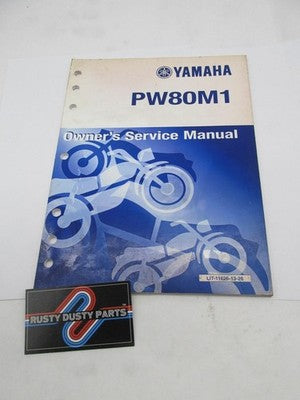 YAMAHA
PW80M1
Owner's Service Manual
LIT-11626-13-26
RUSTY DUSTY PARTS